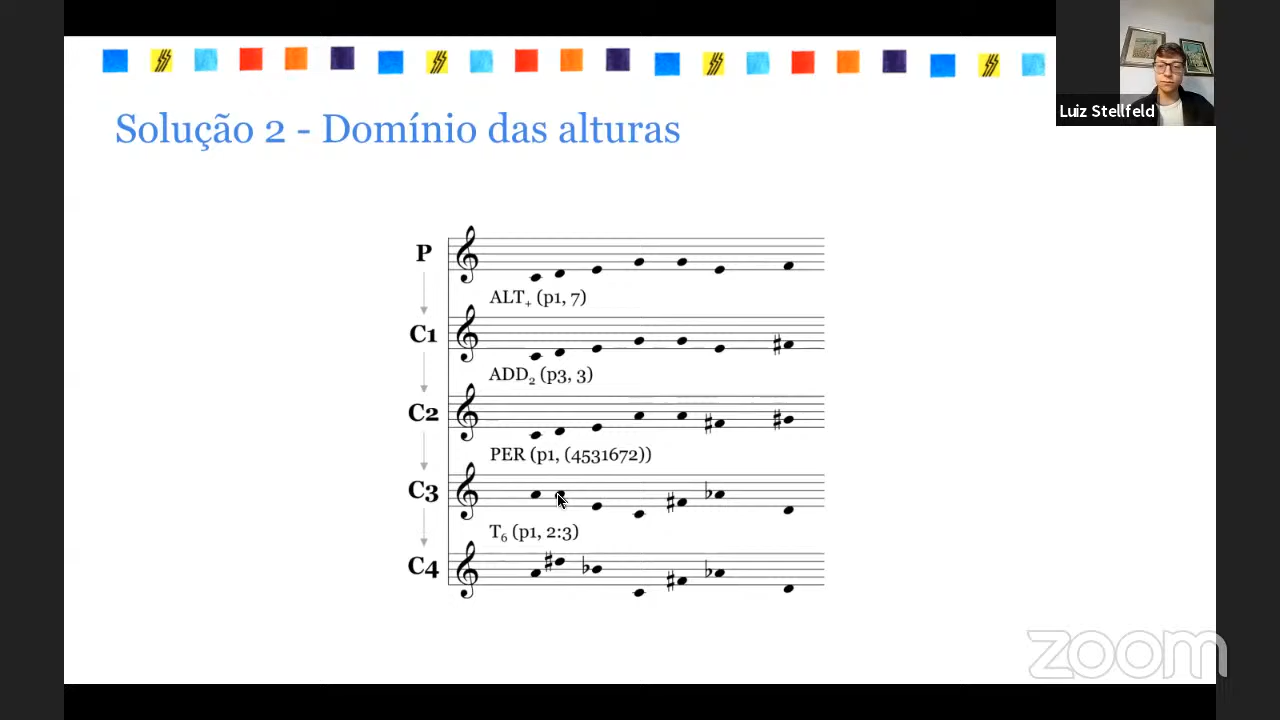 Luiz Stellfeld
Solução 2 - Domínio das alturas
P
ALT+ (p1, 7)
C1
ADD2 (p3, 3)
C2
PER (p1, (4531672))
C3
T6 (p1, 2:3)
C4
zoom